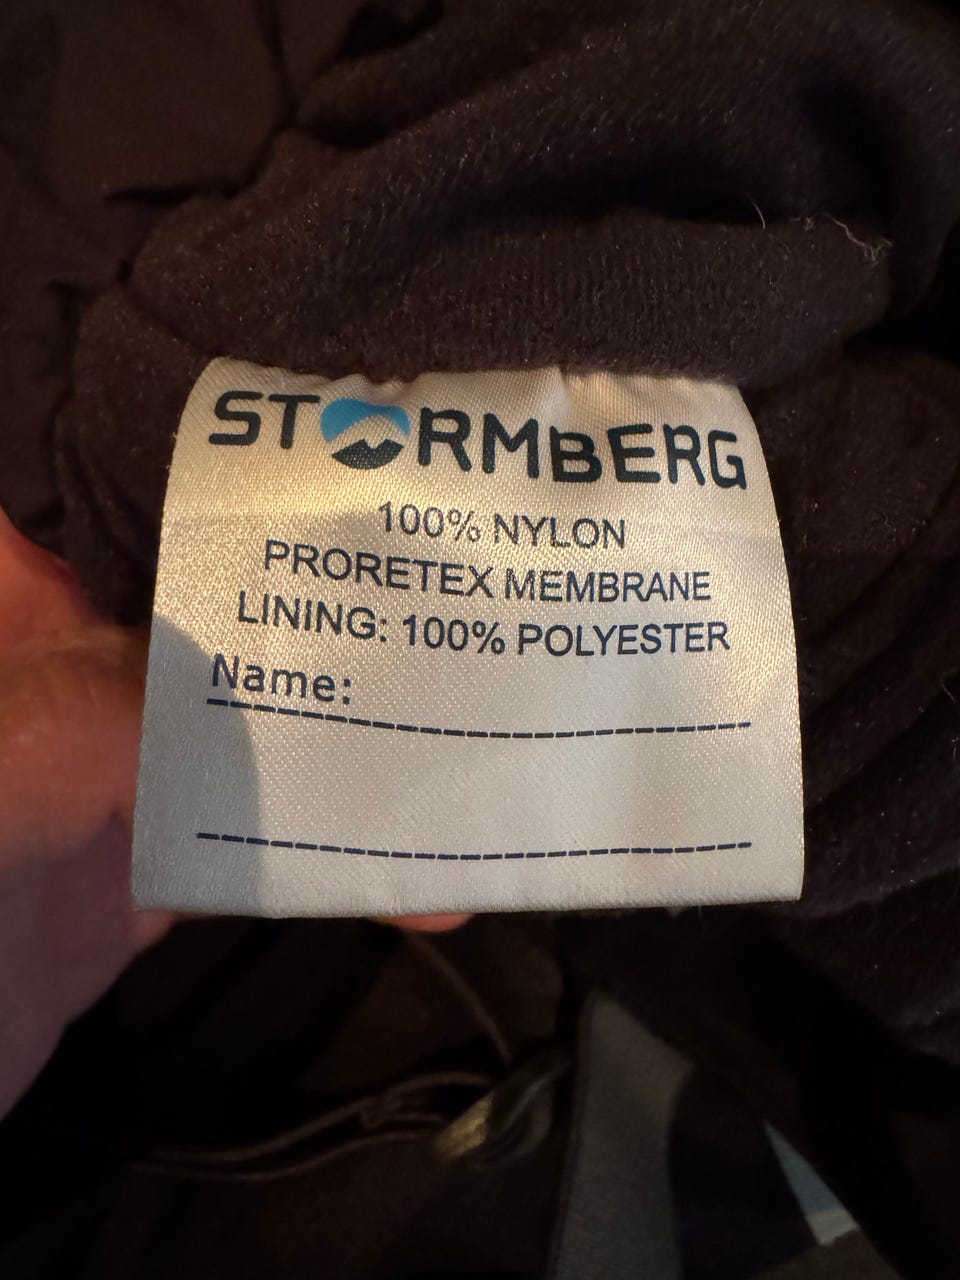 STORMBERG
100% NYLON
PRORETEX MEMBRANE
LINING: 100% POLYESTER
Name: